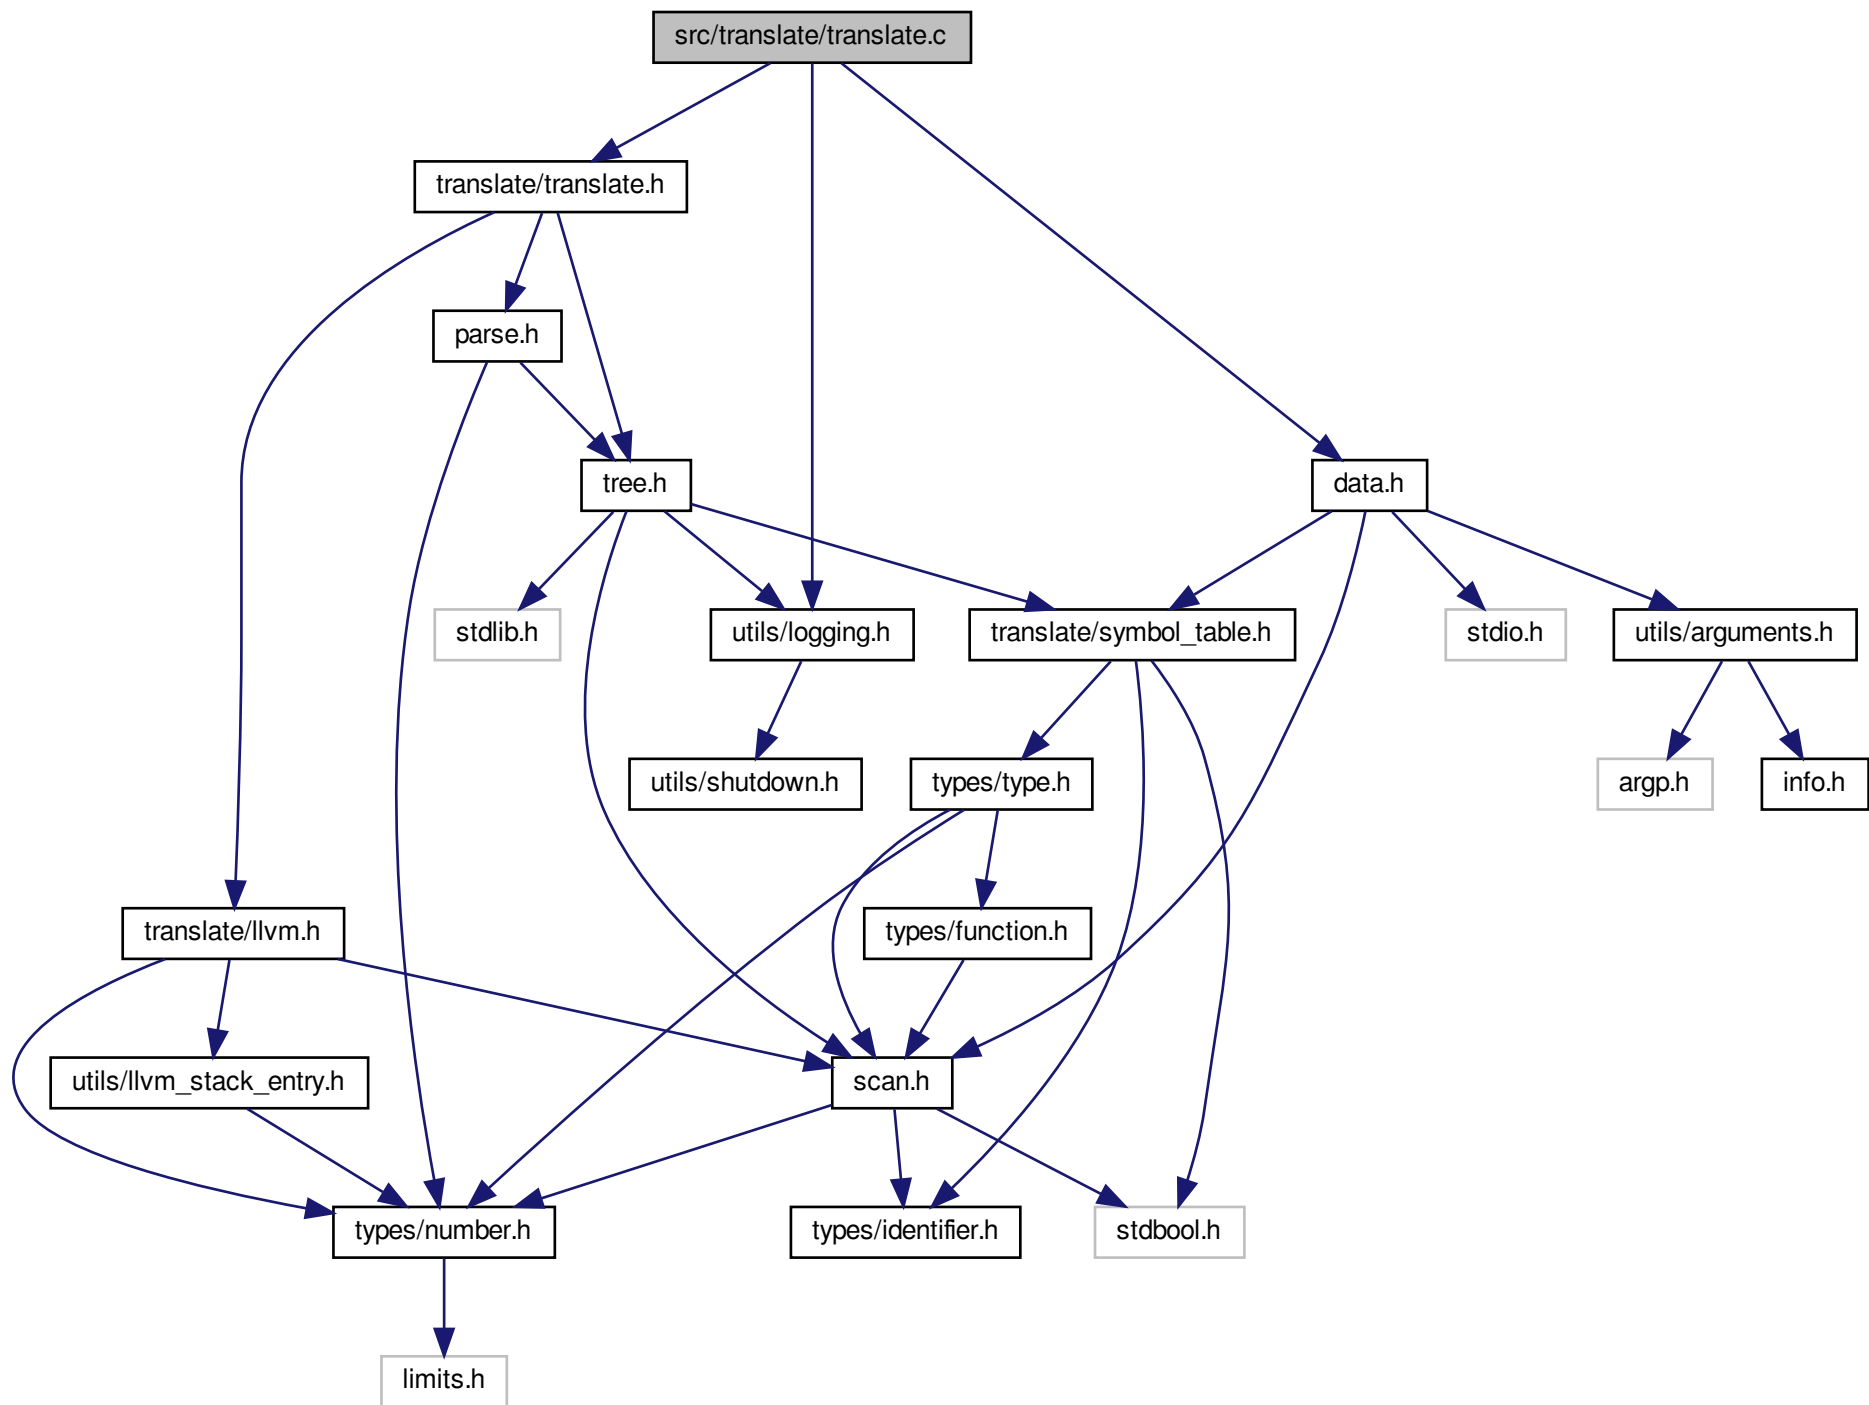 src/translate/translate.c
translate/translate.h
parse.h
tree.h
data.h
stdlib.h
utils/logging.h
translate/symbol_table.h
stdio.h
utils/arguments.h
utils/shutdown.h
types/type.h
argp.h
info.h
translate/llvm.h
types/function.h
utils/llvm_stack_entry.h
scan.h
types/number.h
types/identifier.h
stdbool.h
limits.h